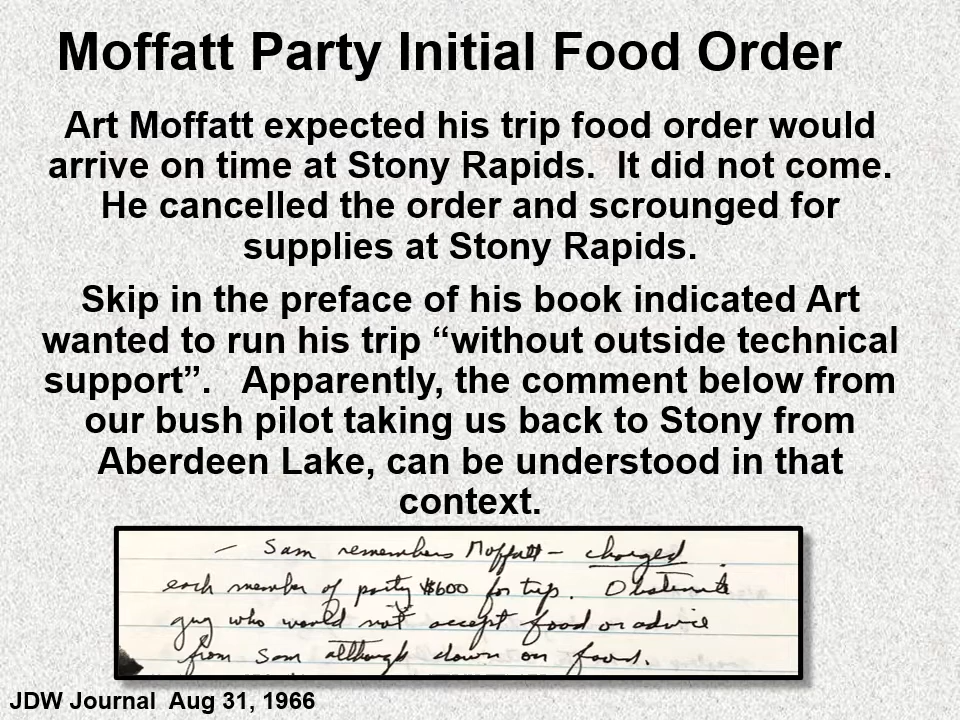 Moffatt Party Initial Food Order
Art Moffatt expected his trip food order would
arrive on time at Stony Rapids.  It did not come.
He cancelled the order and scrounged for
supplies at Stony Rapids.
Skip in the preface of his book indicated Art
wanted to run his trip “without outside technical
support”.   Apparently, the comment below from
our bush pilot taking us back to Stony from
Aberdeen Lake, can be understood in that
context.
– Sam remembers Moffatt – charged
each member of party $600 for trip. Obstinate
guy who would not accept food or advice
from Sam although down on food.
JDW Journal  Aug 31, 1966